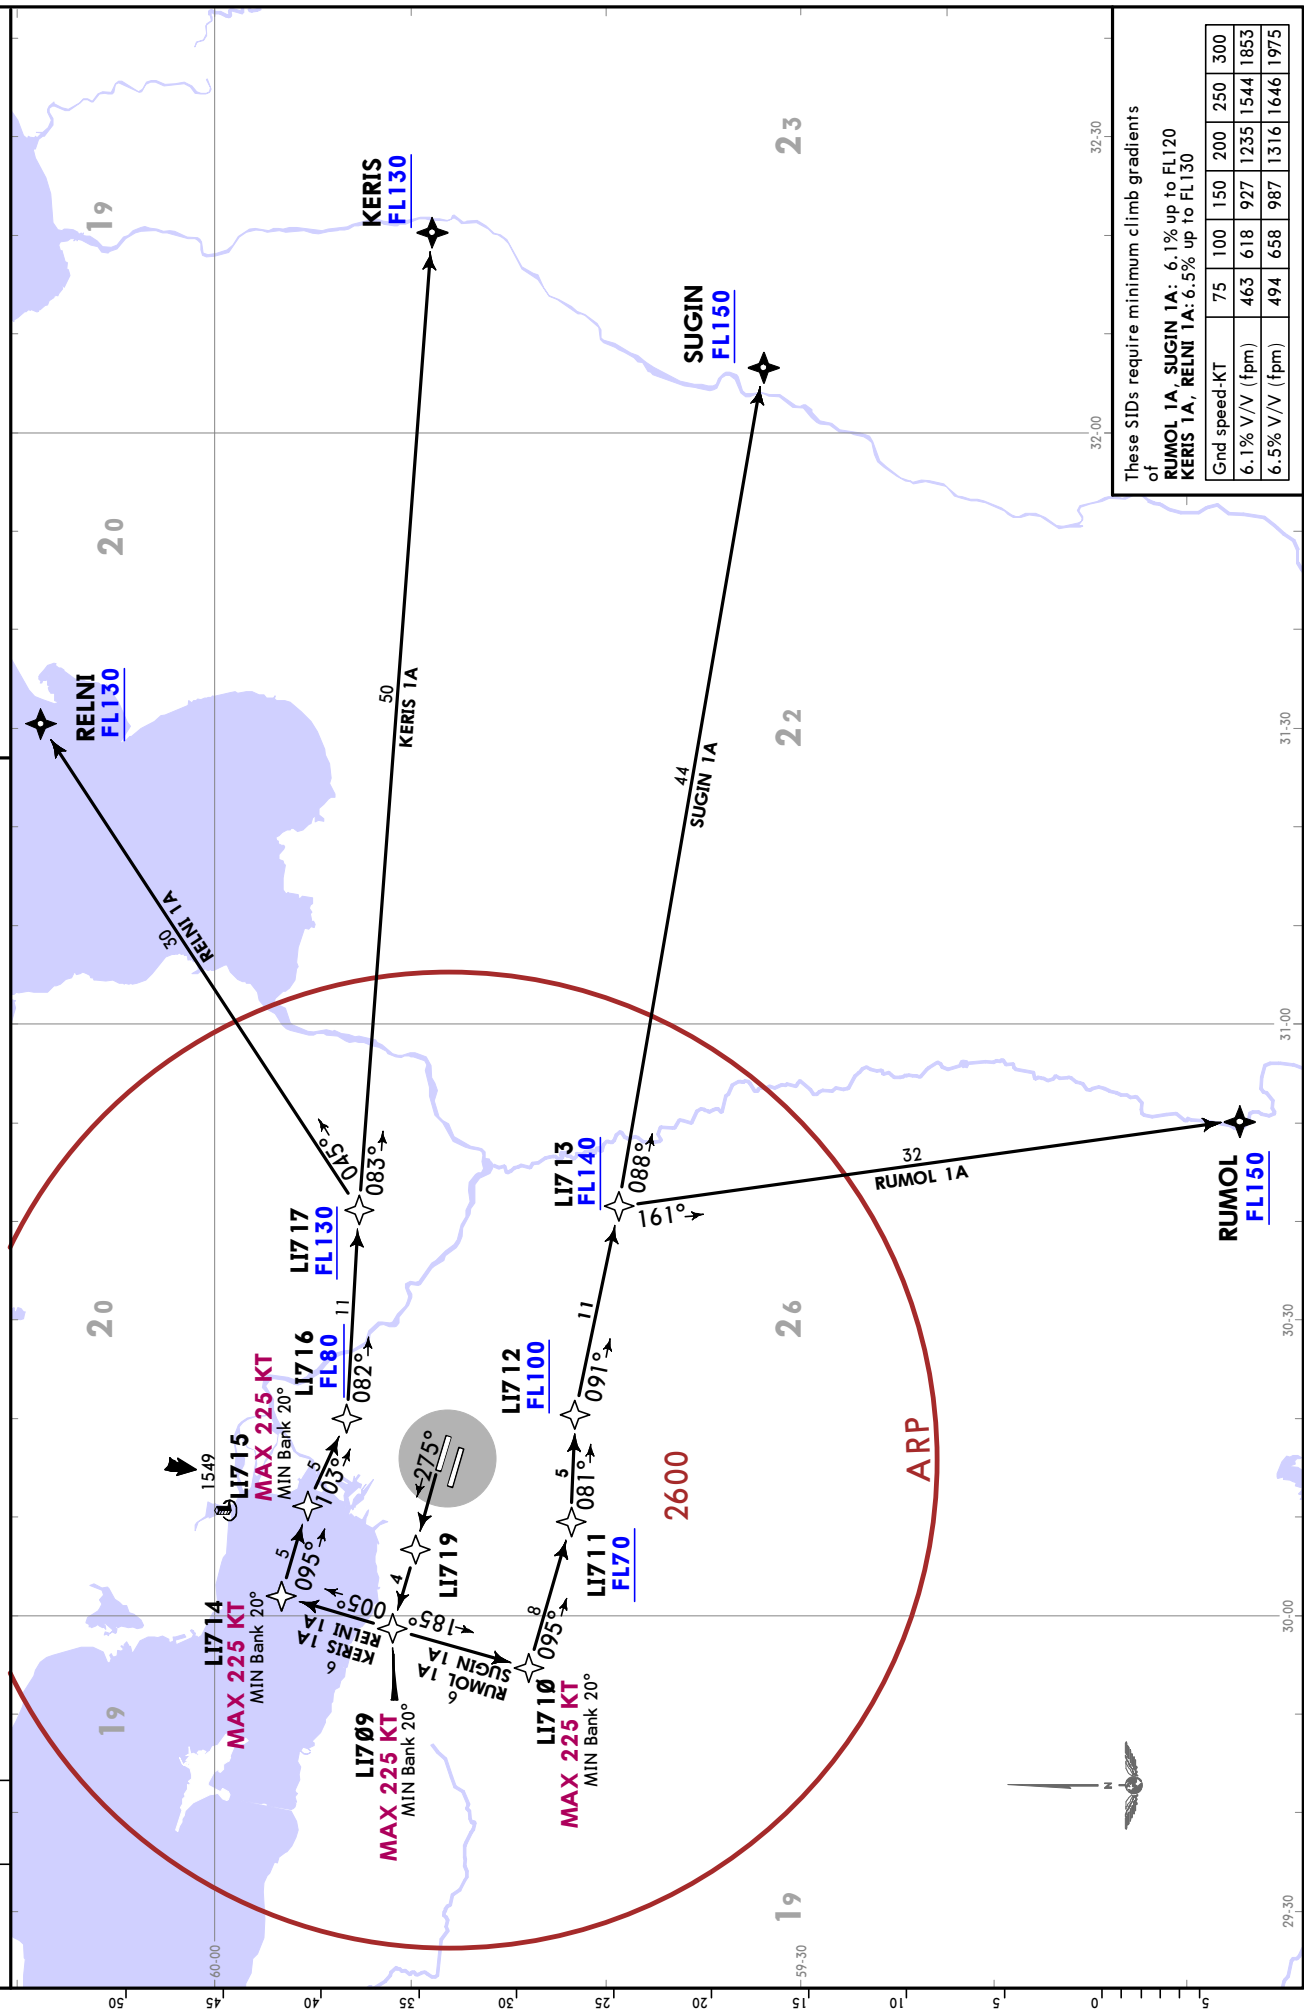 19
20
19
20
22
23
26
19
RELNI
FL130
KERIS
FL130
SUGIN
FL150
RUMOL
FL150
30
RELNI 1A
50
KERIS 1A
44
SUGIN 1A
32
RUMOL 1A
045°
083°
LI717
FL130
11
LI716
FL80
082°
1549
LI715
MAX 225 KT
MIN Bank 20°
5
103°
LI714
MAX 225 KT
MIN Bank 20°
5
095°
005°
RELNI 1A
KERIS 1A
6
275°
LI719
4
LI7Ø9
MAX 225 KT
MIN Bank 20°
185°
RUMOL 1A
SUGIN 1A
6
LI71Ø
MAX 225 KT
MIN Bank 20°
8
095°
LI711
FL70
5
081°
LI712
FL100
091°
11
LI713
FL140
088°
161°
2600
ARP
N
60-00
59-30
29-30
30-00
30-30
31-00
31-30
32-00
32-30
50
45
40
35
30
25
20
15
10
5
0
5
These SIDs require minimum climb gradients
of
RUMOL 1A, SUGIN 1A: 6.1% up to FL120
KERIS 1A, RELNI 1A: 6.5% up to FL130
Gnd speed-KT 75 100 150 200 250 300
6.1% V/V (fpm) 463 618 927 1235 1544 1853
6.5% V/V (fpm) 494 658 987 1316 1646 1975